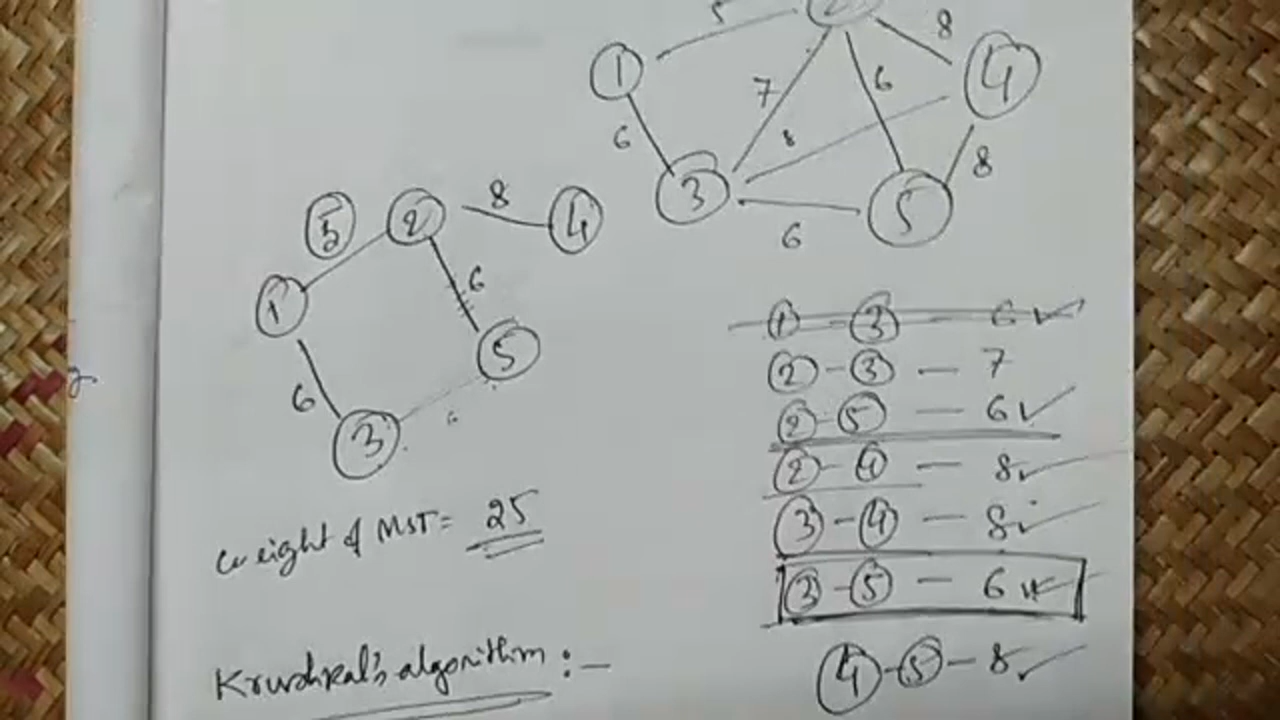 5 2 8
1 7 6 4
6 8 8
3 5
6
5 2 8 4
1 6
5
6 3 6
1 - 3 - 6 ✓
2 - 3 - 7
2 - 5 - 6 ✓
2 - 4 - 8 ✓
3 - 4 - 8 ✓
3 - 5 - 6 ✓
4 - 5 - 8 ✓
Weight of MST = 25
Krushkal's algorithm : -